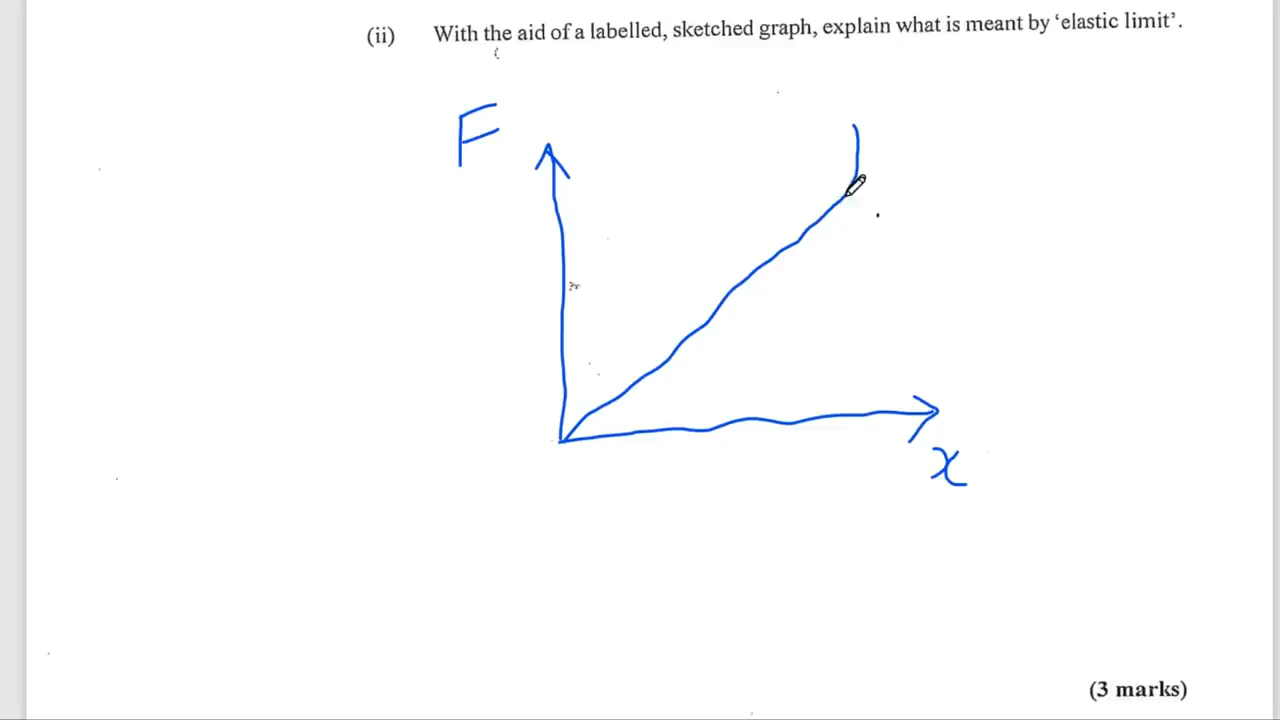 (ii) With the aid of a labelled, sketched graph, explain what is meant by ‘elastic limit’.
F
x
(3 marks)